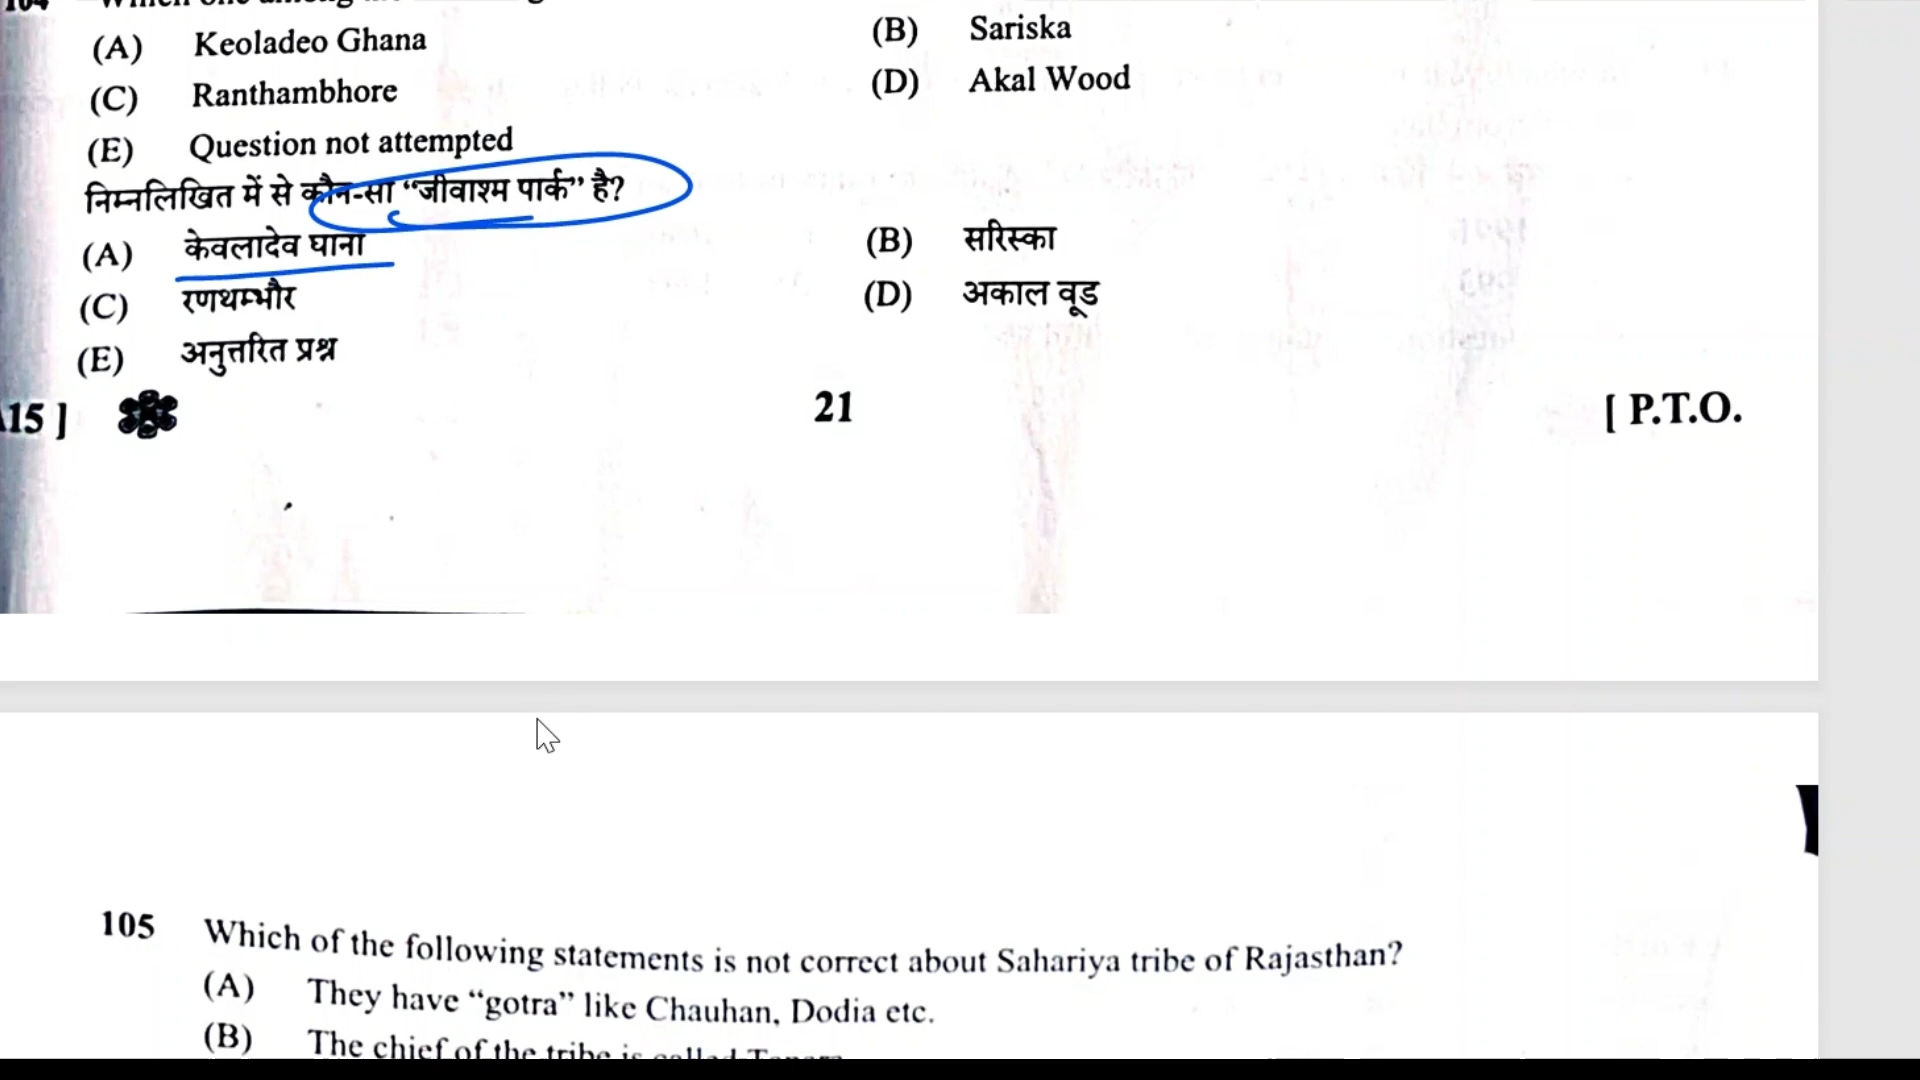 (A) Keoladeo Ghana (B) Sariska
(C) Ranthambhore (D) Akal Wood
(E) Question not attempted
निम्नलिखित में से कौन-सा “जीवाश्म पार्क” है?
(A) केवलादेव घाना (B) सरिस्का
(C) रणथम्भौर (D) अकाल वूड
(E) अनुत्तरित प्रश्न
15 ] 21 [ P.T.O.
105 Which of the following statements is not correct about Sahariya tribe of Rajasthan?
(A) They have “gotra” like Chauhan, Dodia etc.
(B) The chief of the tribe is called